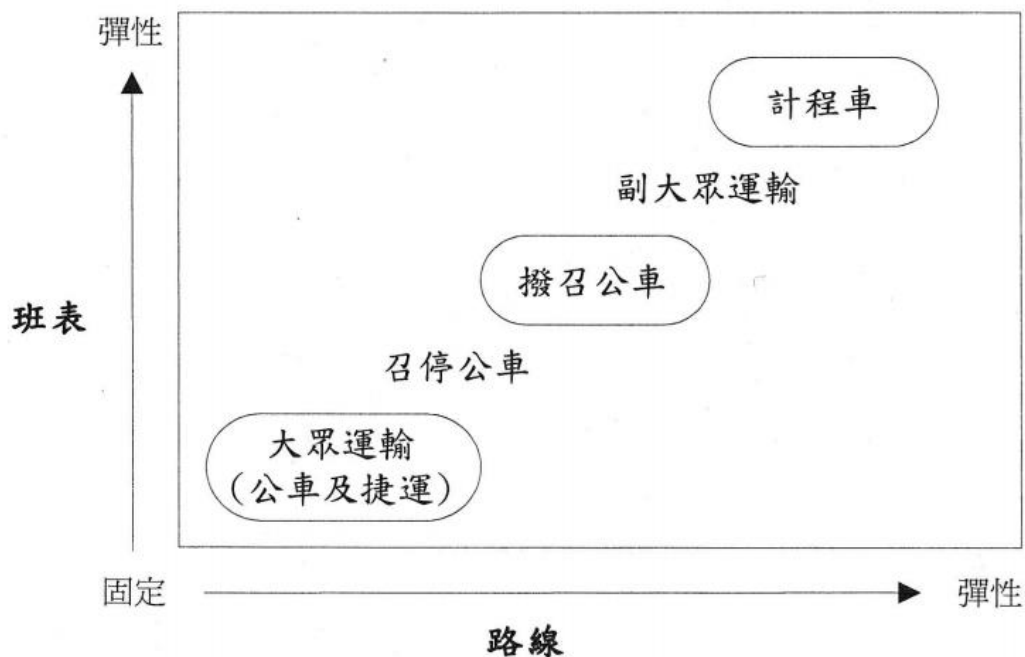 彈性
計程車
副大眾運輸
撥召公車
班表
召停公車
大眾運輸
（公車及捷運）
固定
彈性
路線